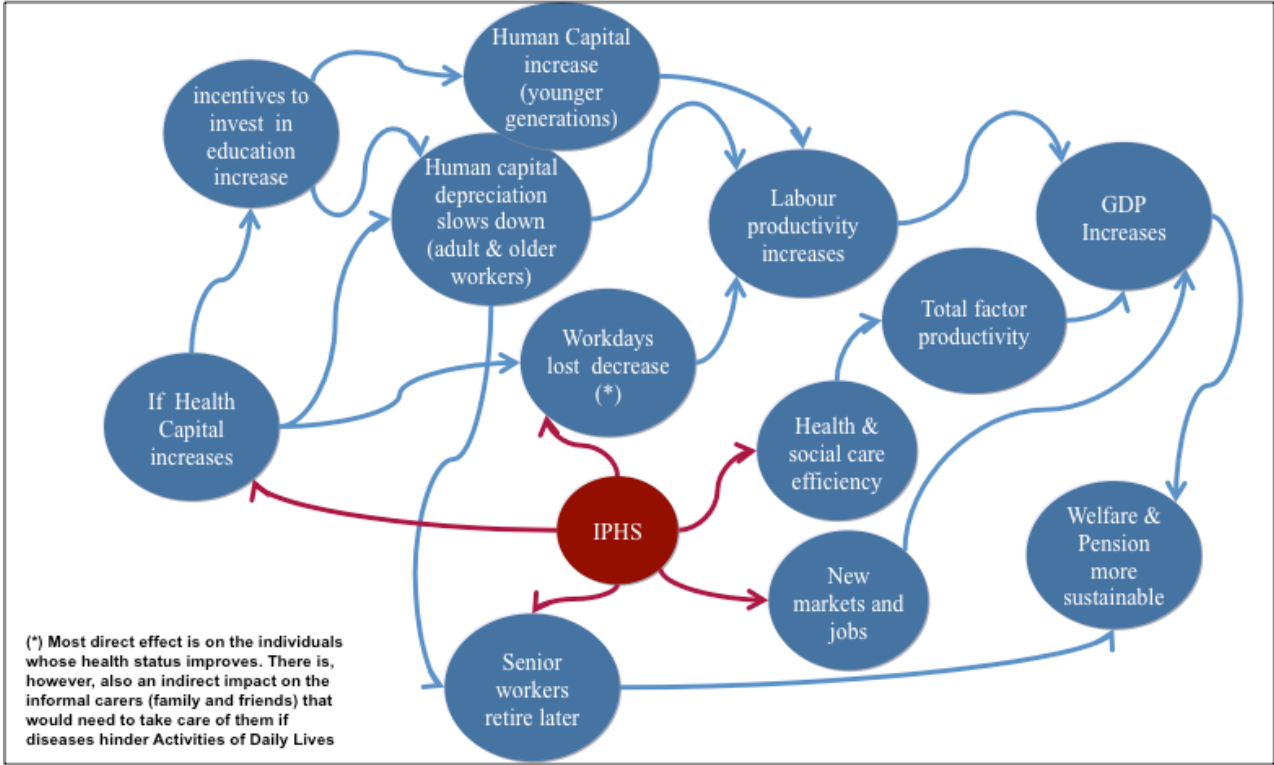 Human Capital
increase
(younger
generations)
incentives to
invest in
education
increase
Human capital
depreciation
slows down
(adult & older
workers)
Labour
productivity
increases
GDP
Increases
Total factor
productivity
Workdays
lost decrease
(*)
If Health
Capital
increases
Health &
social care
efficiency
IPHS
Welfare &
Pension
more
sustainable
New
markets and
jobs
Senior
workers
retire later
(*) Most direct effect is on the individuals
whose health status improves. There is,
however, also an indirect impact on the
informal carers (family and friends) that
would need to take care of them if
diseases hinder Activities of Daily Lives